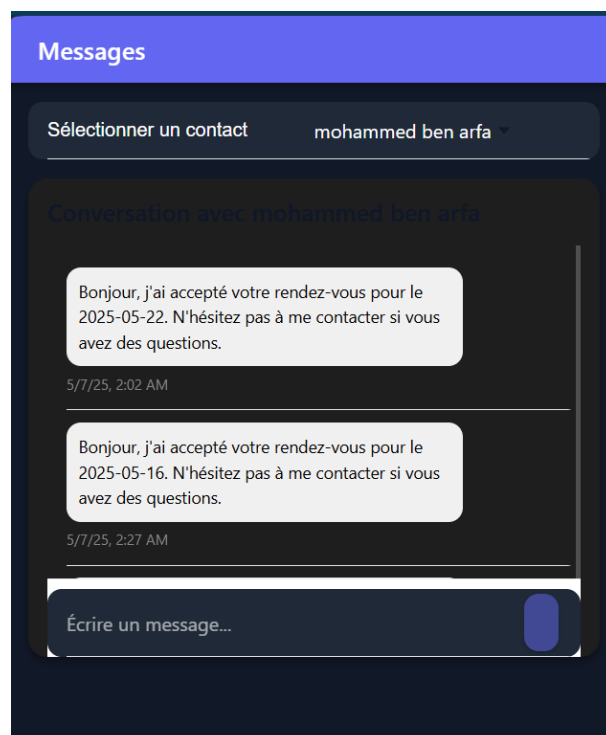 Messages
Sélectionner un contact mohammed ben arfa
Conversation avec mohammed ben arfa
Bonjour, j'ai accepté votre rendez-vous pour le
2025-05-22. N'hésitez pas à me contacter si vous
avez des questions.
5/7/25, 2:02 AM
Bonjour, j'ai accepté votre rendez-vous pour le
2025-05-16. N'hésitez pas à me contacter si vous
avez des questions.
5/7/25, 2:27 AM
Écrire un message...